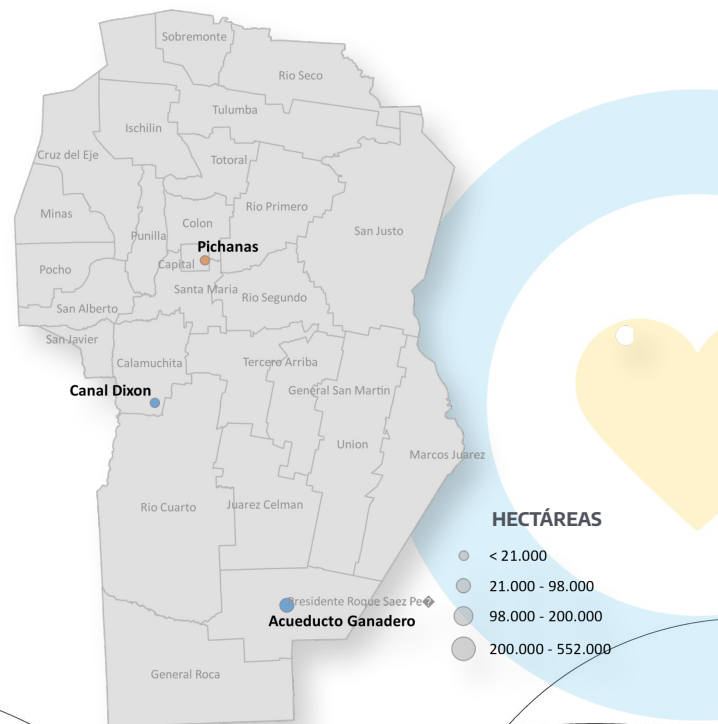 Sobremonte
Rio Seco
Tulumba
Ischilin
Cruz del Eje
Totoral
Rio Primero
Minas
Colon
San Justo
Punilla
Pichanas
Capital
Pocho
Santa Maria
Rio Segundo
San Alberto
San Javier
Calamuchita
Tercero Arriba
Canal Dixon
General San Martin
Union
Marcos Juarez
Rio Cuarto
Juarez Celman
HECTÁREAS
< 21.000
21.000 - 98.000
Presidente Roque Saez Pe�
98.000 - 200.000
Acueducto Ganadero
200.000 - 552.000
General Roca